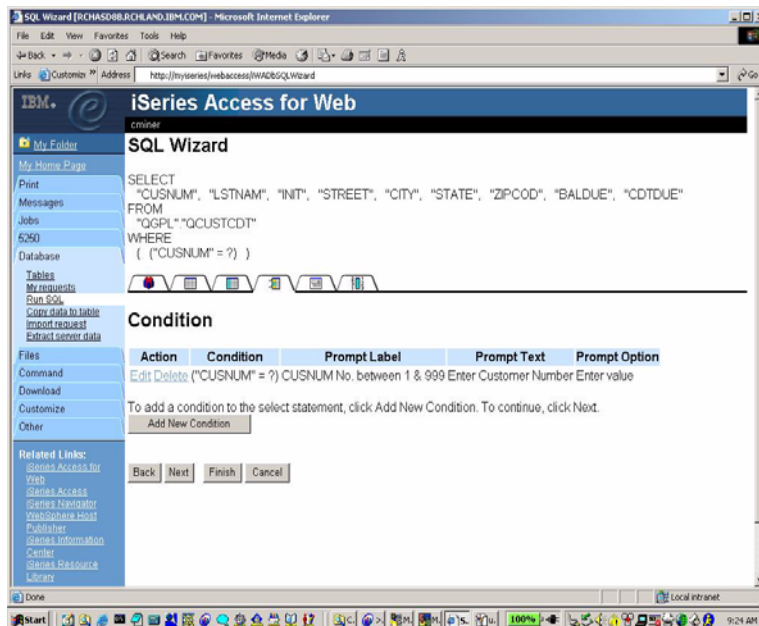 SQL Wizard [RCHASD8B.RCHLAND.IBM.COM] - Microsoft Internet Explorer
File Edit View Favorites Tools Help
Back Search Favorites Media
Links Customize Address http://myiseries/webaccess/iWADbSQLWizard Go
IBM. iSeries Access for Web
cminer
My Folder
My Home Page
Print
Messages
Jobs
5250
Database
Tables
My requests
Run SQL
Copy data to table
Import request
Extract server data
Files
Command
Download
Customize
Other
Related Links:
iSeries Access for
Web
iSeries Access
iSeries Navigator
WebSphere Host
Publisher
iSeries Information
Center
iSeries Resource
Library
SQL Wizard
SELECT
"CUSNUM", "LSTNAM", "INIT", "STREET", "CITY", "STATE", "ZIPCOD", "BALDUE", "CDTDUE"
FROM
"QGPL"."QCUSTCDT"
WHERE
( ("CUSNUM" = ?) )
Condition
Action Condition Prompt Label Prompt Text Prompt Option
Edit Delete ("CUSNUM" = ?) CUSNUM No. between 1 & 999 Enter Customer Number Enter value
To add a condition to the select statement, click Add New Condition. To continue, click Next.
Add New Condition
Back Next Finish Cancel
Done Local intranet
Start 100% 9:24 AM